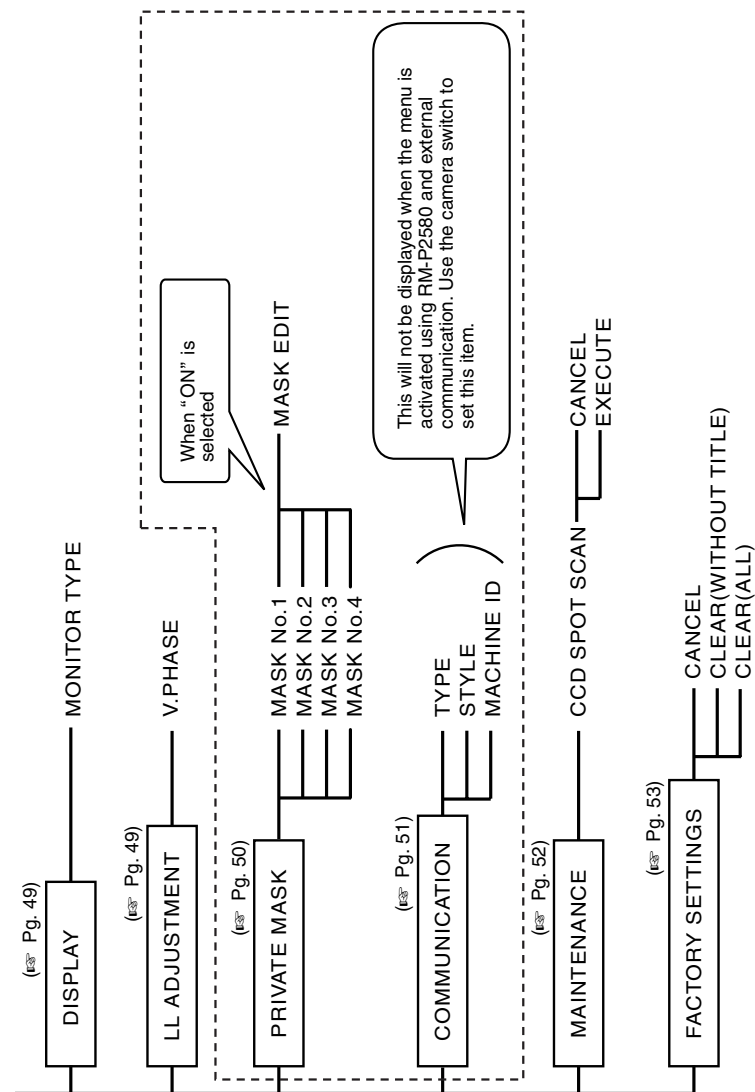 (☞ Pg. 49)
DISPLAY
MONITOR TYPE
(☞ Pg. 49)
LL ADJUSTMENT
V.PHASE
(☞ Pg. 50)
PRIVATE MASK
MASK No.1
MASK No.2
MASK No.3
MASK No.4
When "ON" is
selected
MASK EDIT
(☞ Pg. 51)
COMMUNICATION
TYPE
STYLE
MACHINE ID
This will not be displayed when the menu is
activated using RM-P2580 and external
communication. Use the camera switch to
set this item.
(☞ Pg. 52)
MAINTENANCE
CCD SPOT SCAN
CANCEL
EXECUTE
(☞ Pg. 53)
FACTORY SETTINGS
CANCEL
CLEAR(WITHOUT TITLE)
CLEAR(ALL)